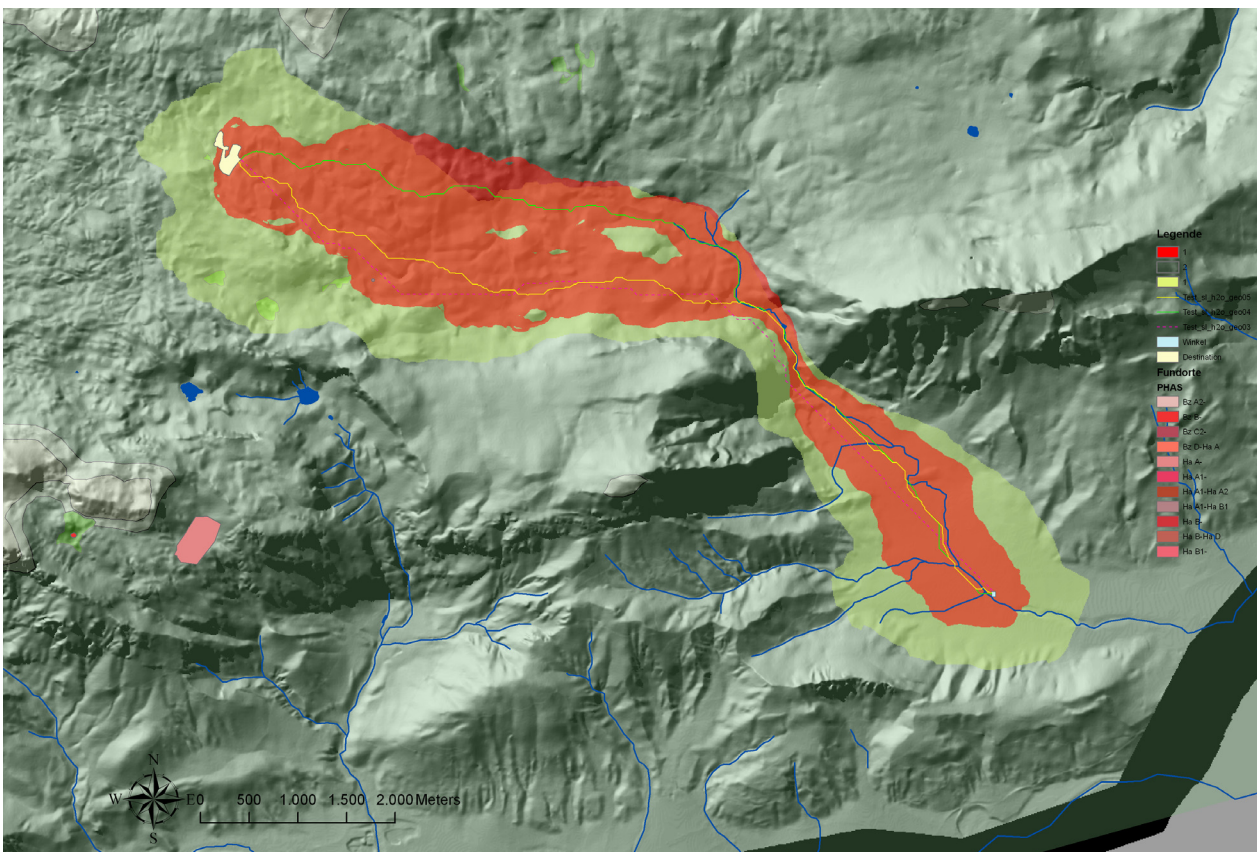 Legende
1
2
1
Test_sl_h2p_geo05
Test_sl_h2p_geo04
Test_sl_h2p_geo03
Winkel
Destination
Fundorte
PHAS
Bz A2-
Bz B-
Bz C2-
Bz D-Ha A
Ha A-
Ha A1-
Ha A1-Ha A2
Ha A1-Ha B1
Ha B-
Ha B-Ha D
Ha B1-
N
W E
S
0 500 1.000 1.500 2.000 Meters